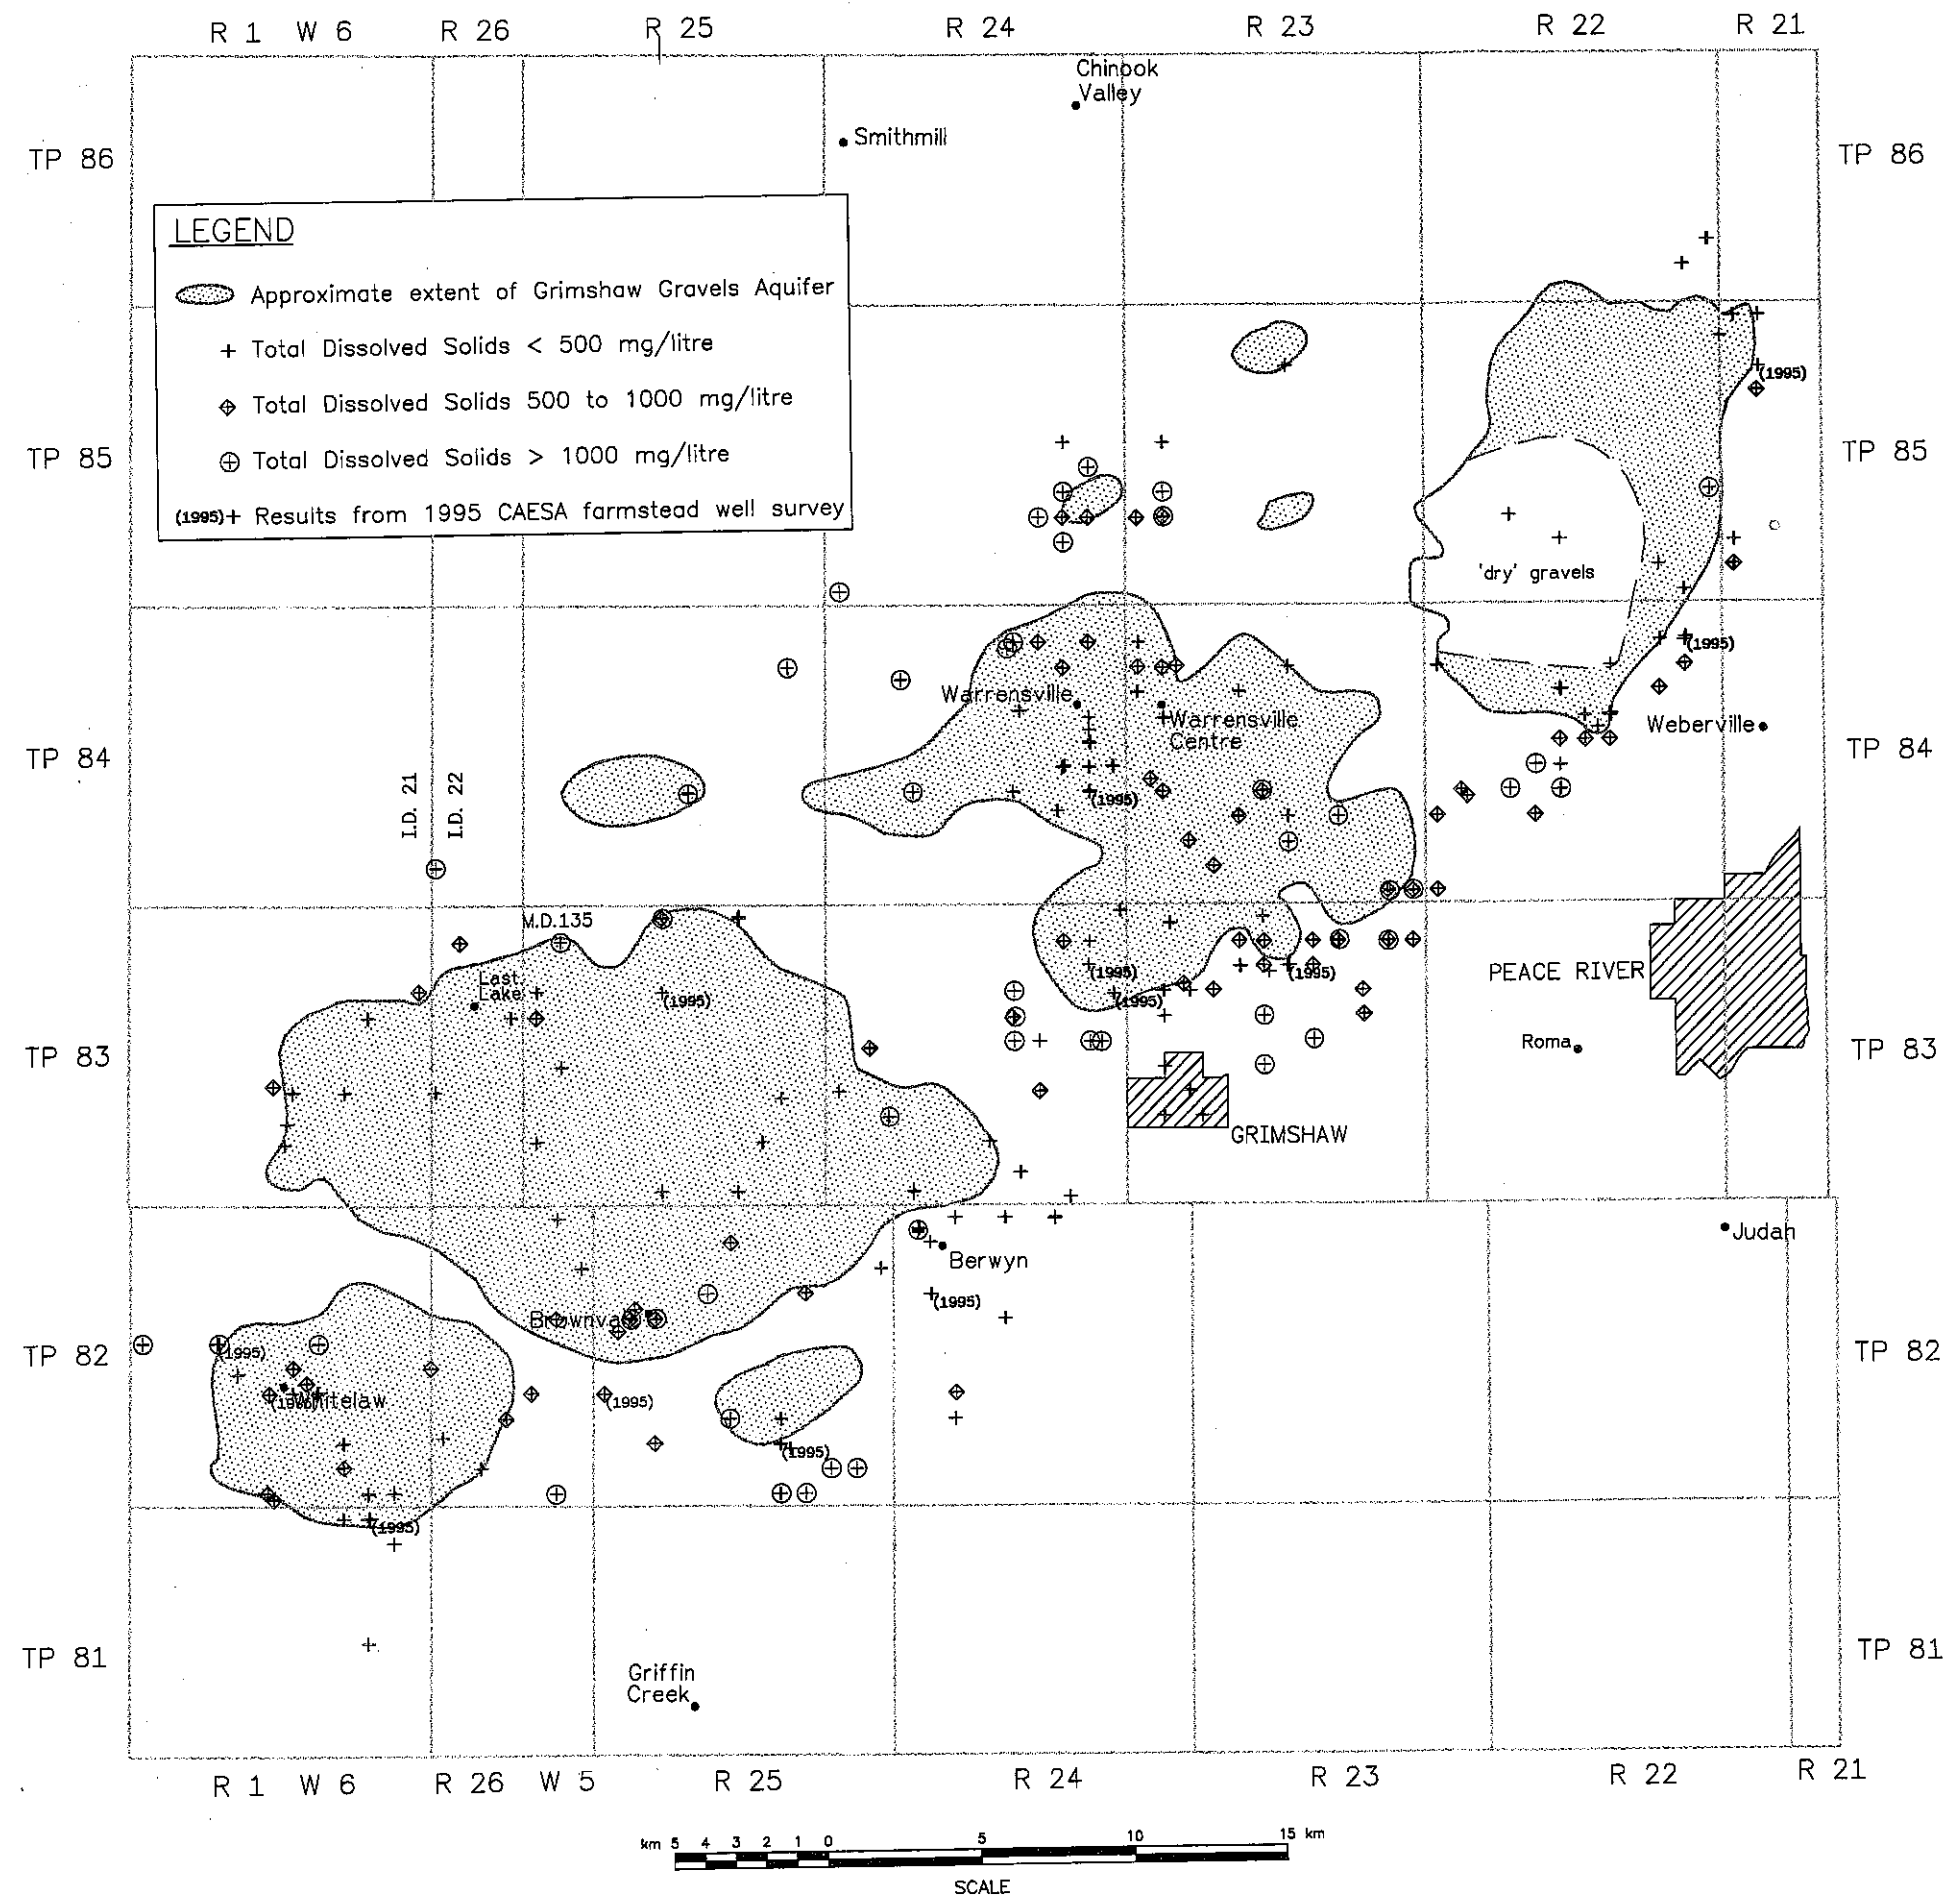 R 1 W 6 R 26 R 25 R 24 R 23 R 22 R 21
Chinook
Valley
Smithmill
TP 86 TP 86
LEGEND
Approximate extent of Grimshaw Gravels Aquifer
+ Total Dissolved Solids < 500 mg/litre
Total Dissolved Solids 500 to 1000 mg/litre
Total Dissolved Solids > 1000 mg/litre
(1995)+ Results from 1995 CAESA farmstead well survey
(1995)
TP 85 TP 85
'dry' gravels
(1995)
Warrensville
Warrensville
Centre
Weberville
TP 84 TP 84
I.D. 21
I.D. 22
(1995)
M.D.135
Last
Lake
(1995)
(1995)
(1995)
(1995)
PEACE RIVER
Roma
TP 83 TP 83
GRIMSHAW
Judah
Berwyn
(1995)
TP 82 TP 82
(1995)
Whitelaw
(1995)
(1995)
(1995)
TP 81 TP 81
Griffin
Creek
R 1 W 6 R 26 W 5 R 25 R 24 R 23 R 22 R 21
km 5 4 3 2 1 0 5 10 15 km
SCALE